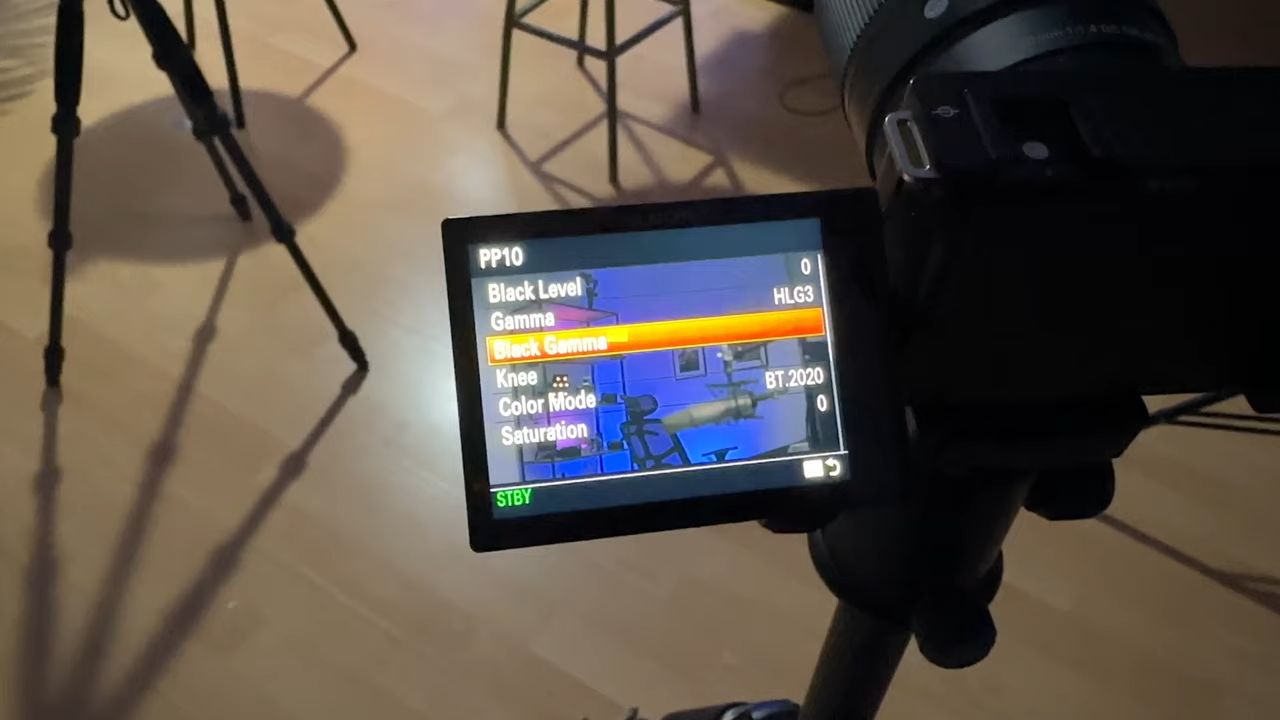 PP10
Black Level 0
Gamma HLG3
Black Gamma
Knee
Color Mode BT.2020
Saturation 0
STBY